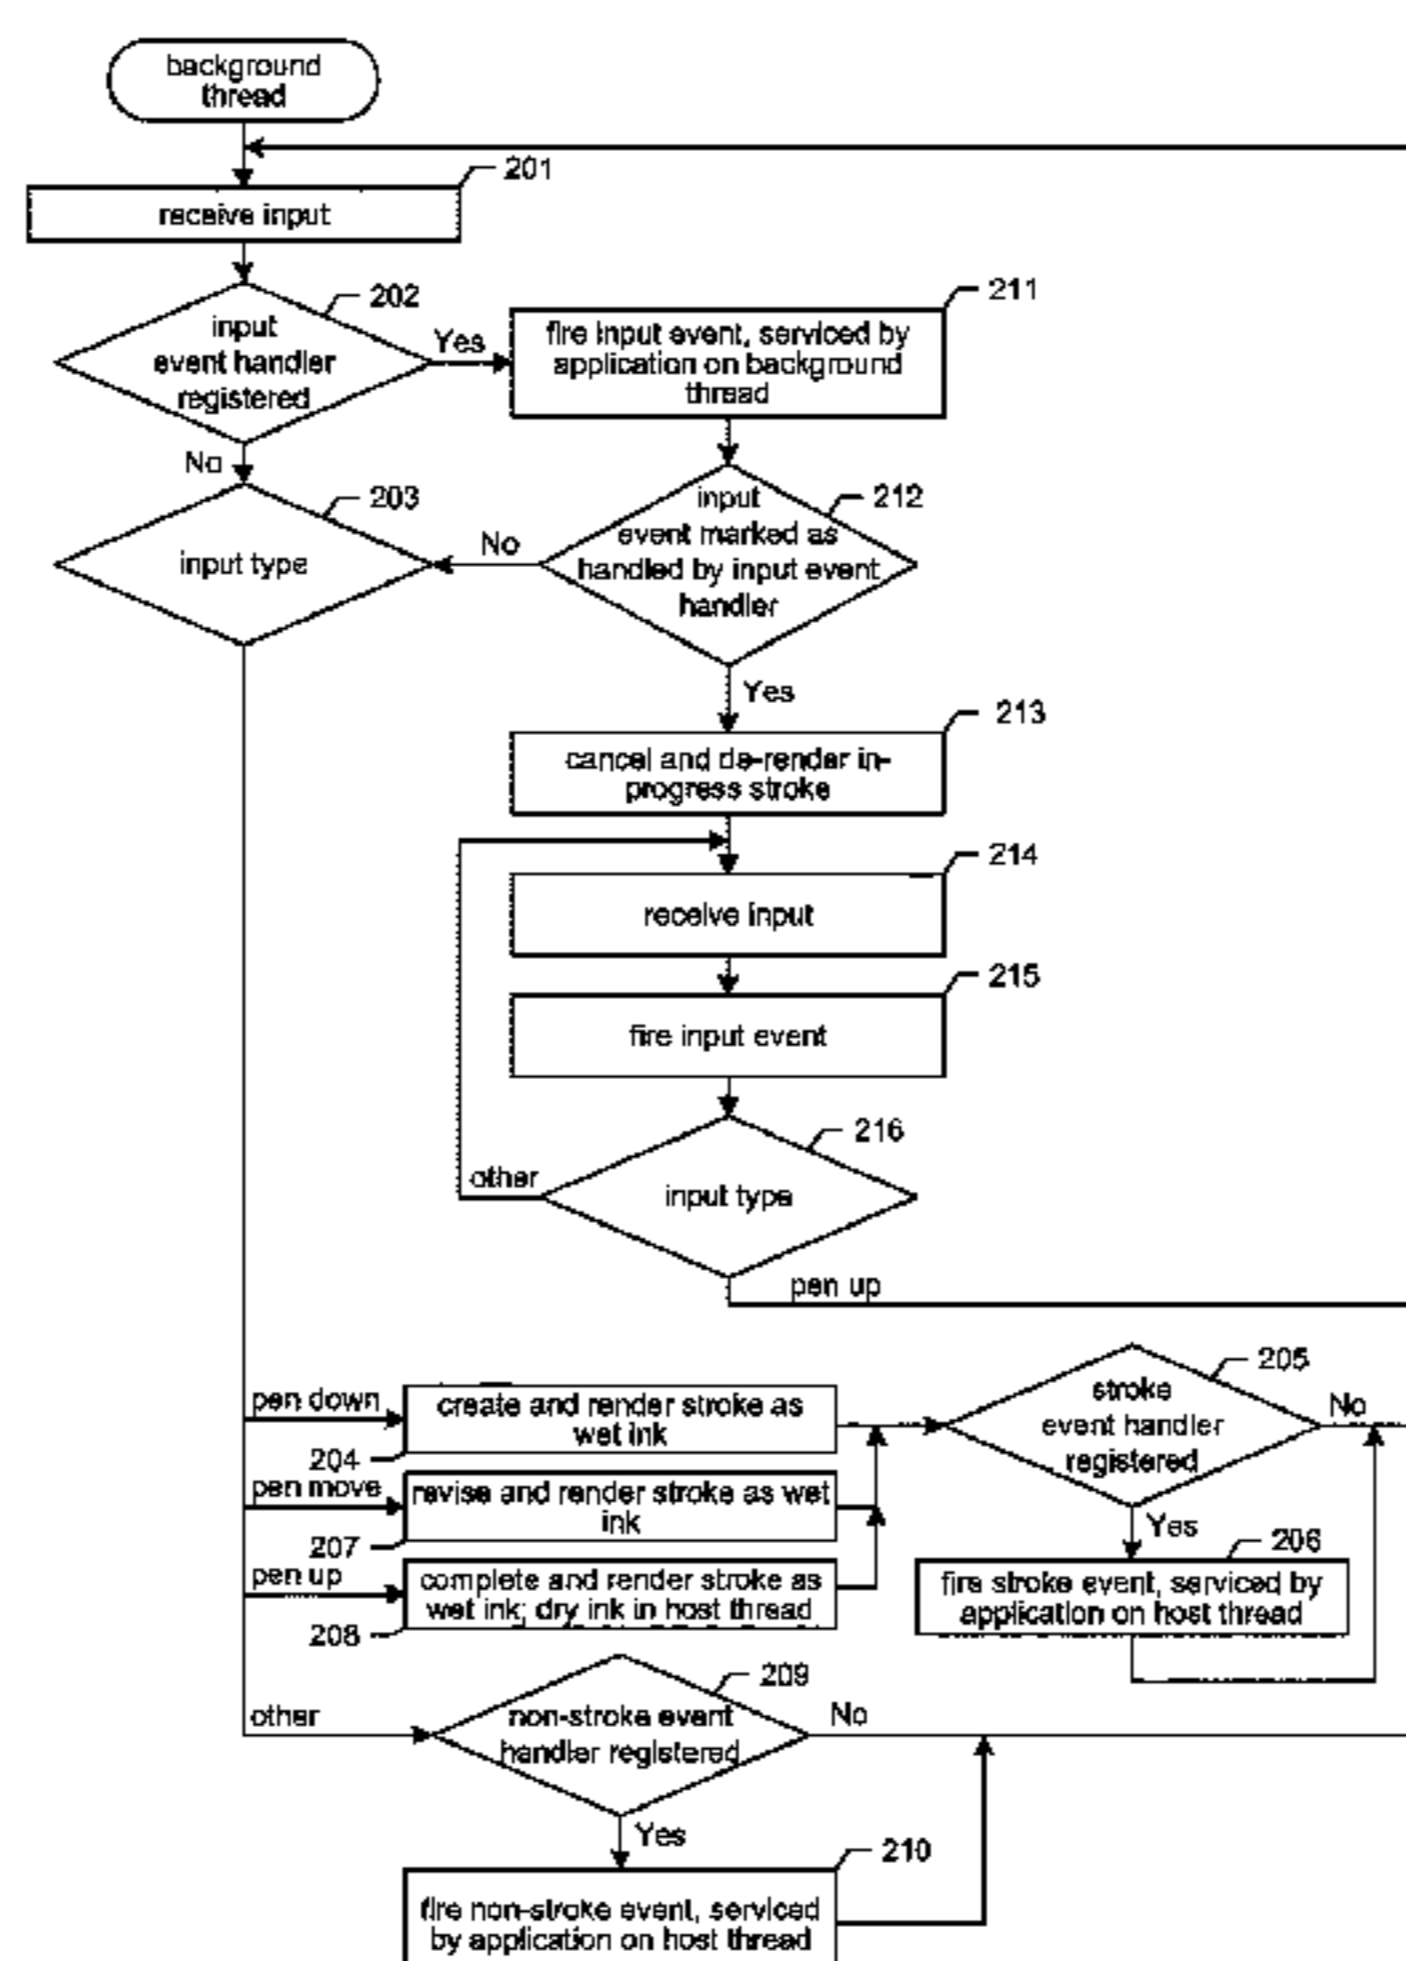 background
thread
201
receive input
202
input
event handler
registered
Yes
211
fire input event, serviced by
application on background
thread
No
203
input type
No
212
input
event marked as
handled by input event
handler
Yes
213
cancel and de-render in-
progress stroke
214
receive input
215
fire input event
216
input type
other
pen up
pen down
create and render stroke as
wet ink
204
205
stroke
event handler
registered
No
pen move
revise and render stroke as wet
ink
207
Yes
206
fire stroke event, serviced by
application on host thread
pen up
complete and render stroke as
wet ink; dry ink in host thread
208
209
other
non-stroke event
handler registered
No
Yes
210
fire non-stroke event, serviced
by application on host thread